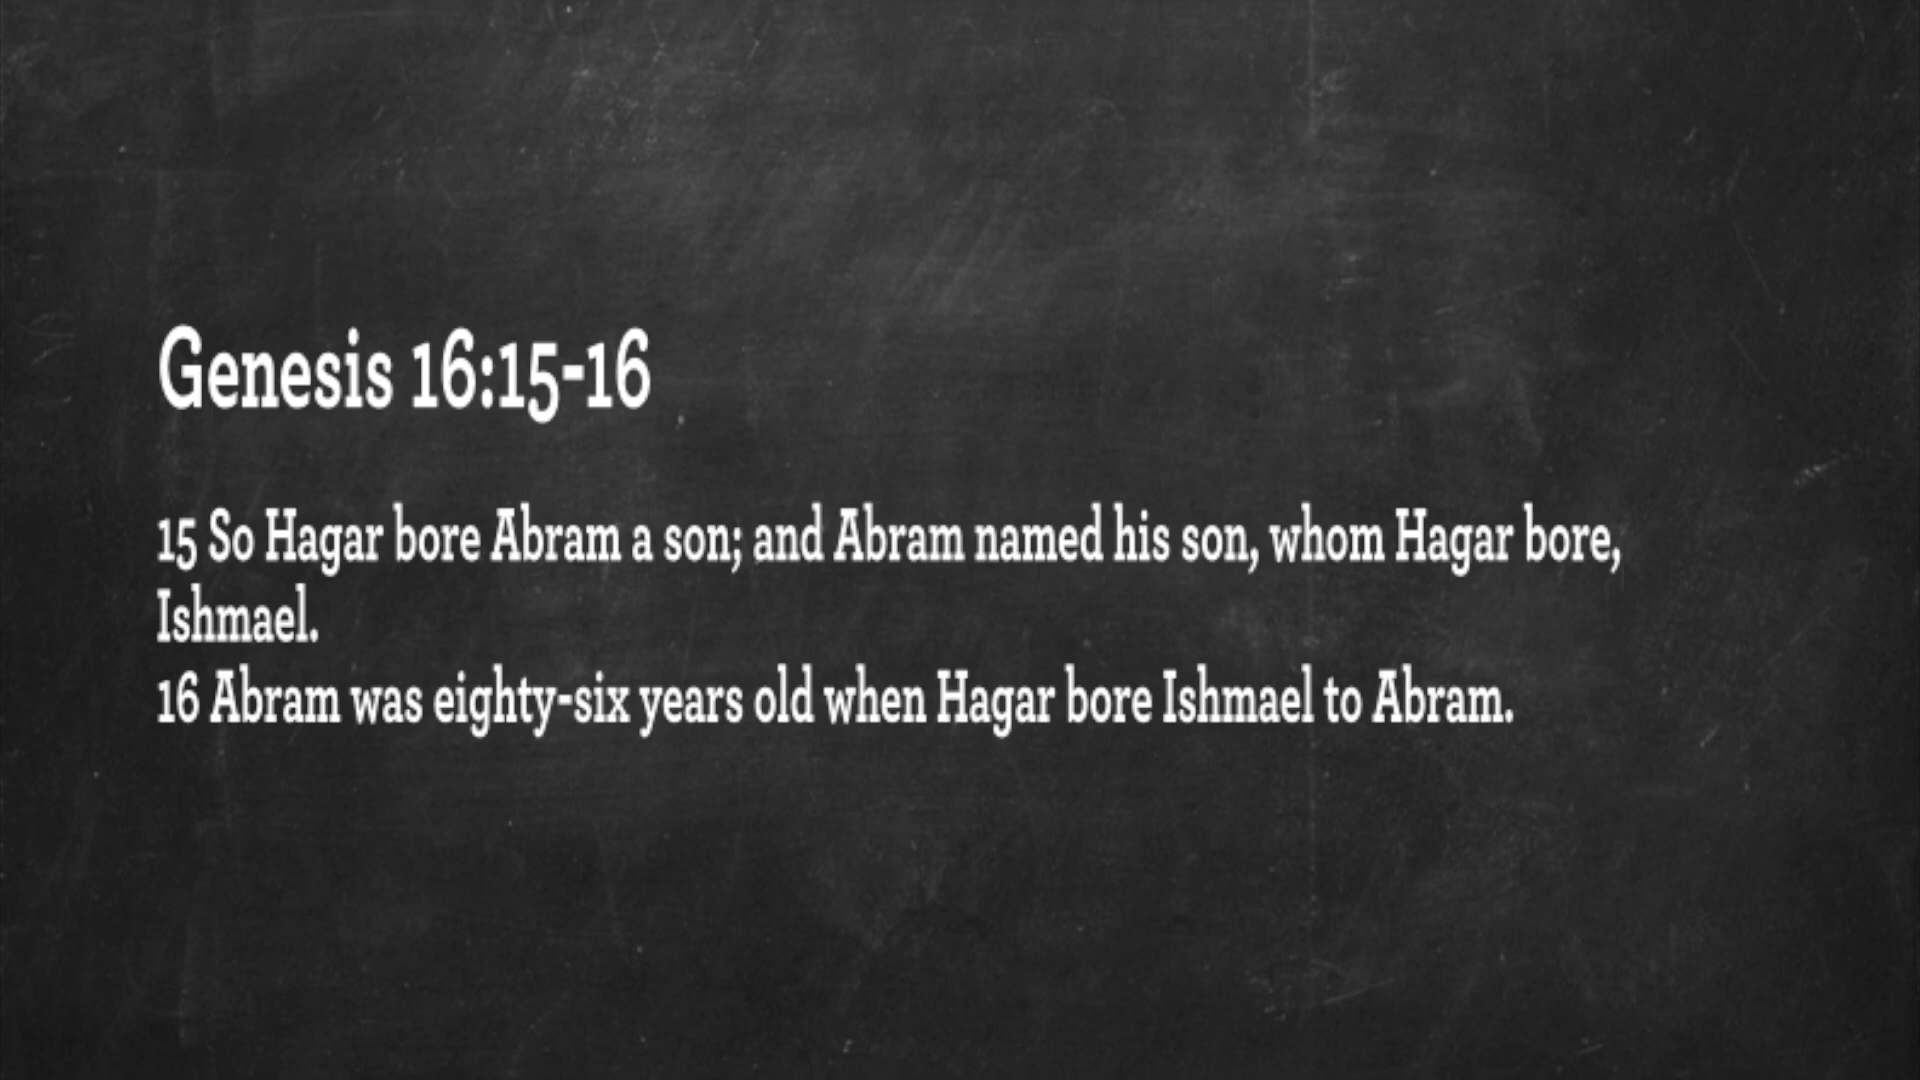 Genesis 16:15-16
15 So Hagar bore Abram a son; and Abram named his son, whom Hagar bore,
Ishmael.
16 Abram was eighty-six years old when Hagar bore Ishmael to Abram.